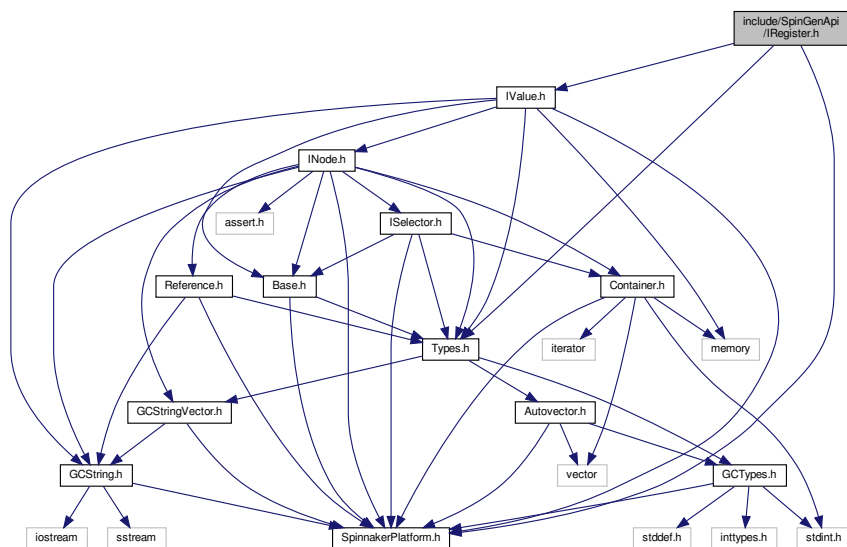 include/SpinGenApi
/IRegister.h
IValue.h
INode.h
assert.h
ISelector.h
Reference.h
Base.h
Container.h
Types.h
iterator
memory
GCStringVector.h
Autovector.h
GCString.h
vector
GCTypes.h
iostream
sstream
SpinnakerPlatform.h
stddef.h
inttypes.h
stdint.h